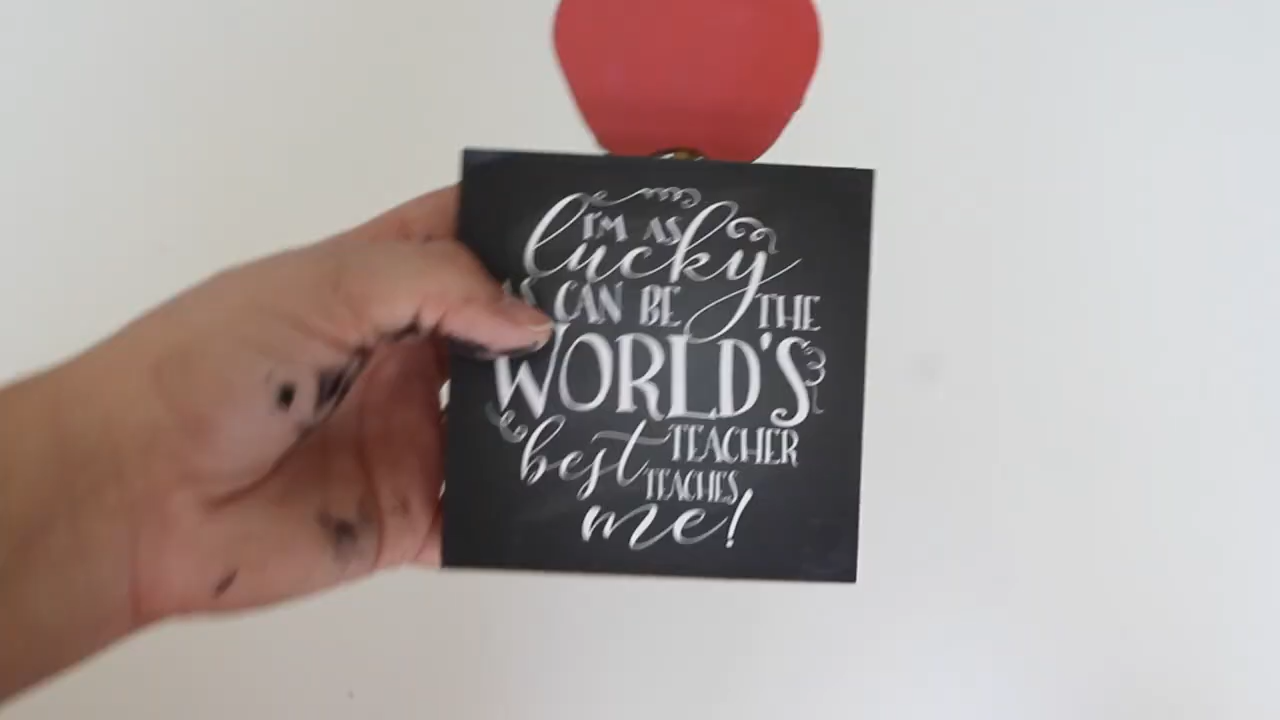 I'M AS
lucky
AS CAN BE THE
WORLD'S
best TEACHER
TEACHES
me!